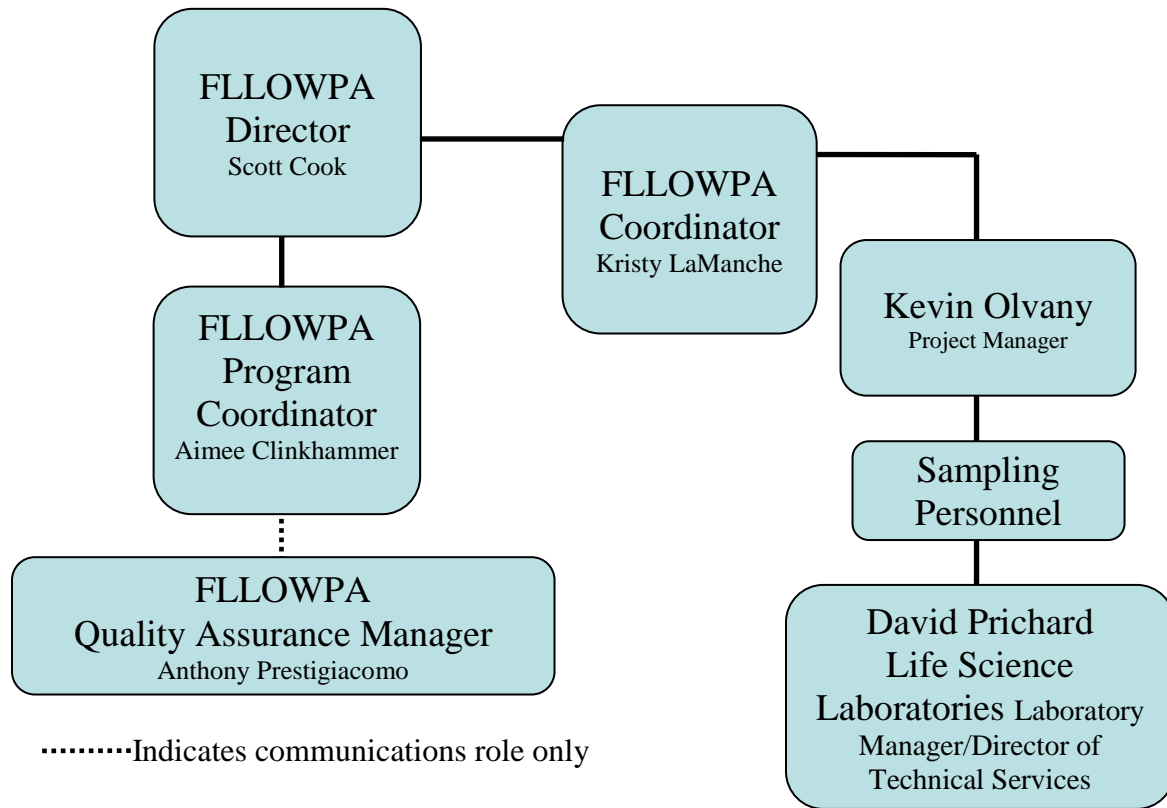 FLLOWPA
Director
Scott Cook
FLLOWPA
Coordinator
Kristy LaManche
Kevin Olvany
Project Manager
FLLOWPA
Program
Coordinator
Aimee Clinkhammer
Sampling
Personnel
FLLOWPA
Quality Assurance Manager
Anthony Prestigiacomo
David Prichard
Life Science
Laboratories Laboratory
Manager/Director of
Technical Services
Indicates communications role only